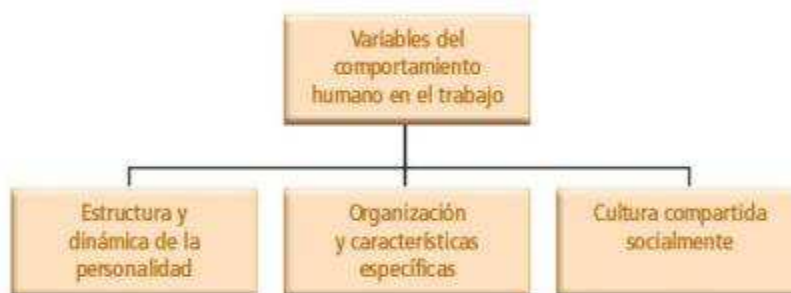 Variables del
comportamiento
humano en el trabajo
Estructura y
dinámica de la
personalidad
Organización
y características
específicas
Cultura compartida
socialmente